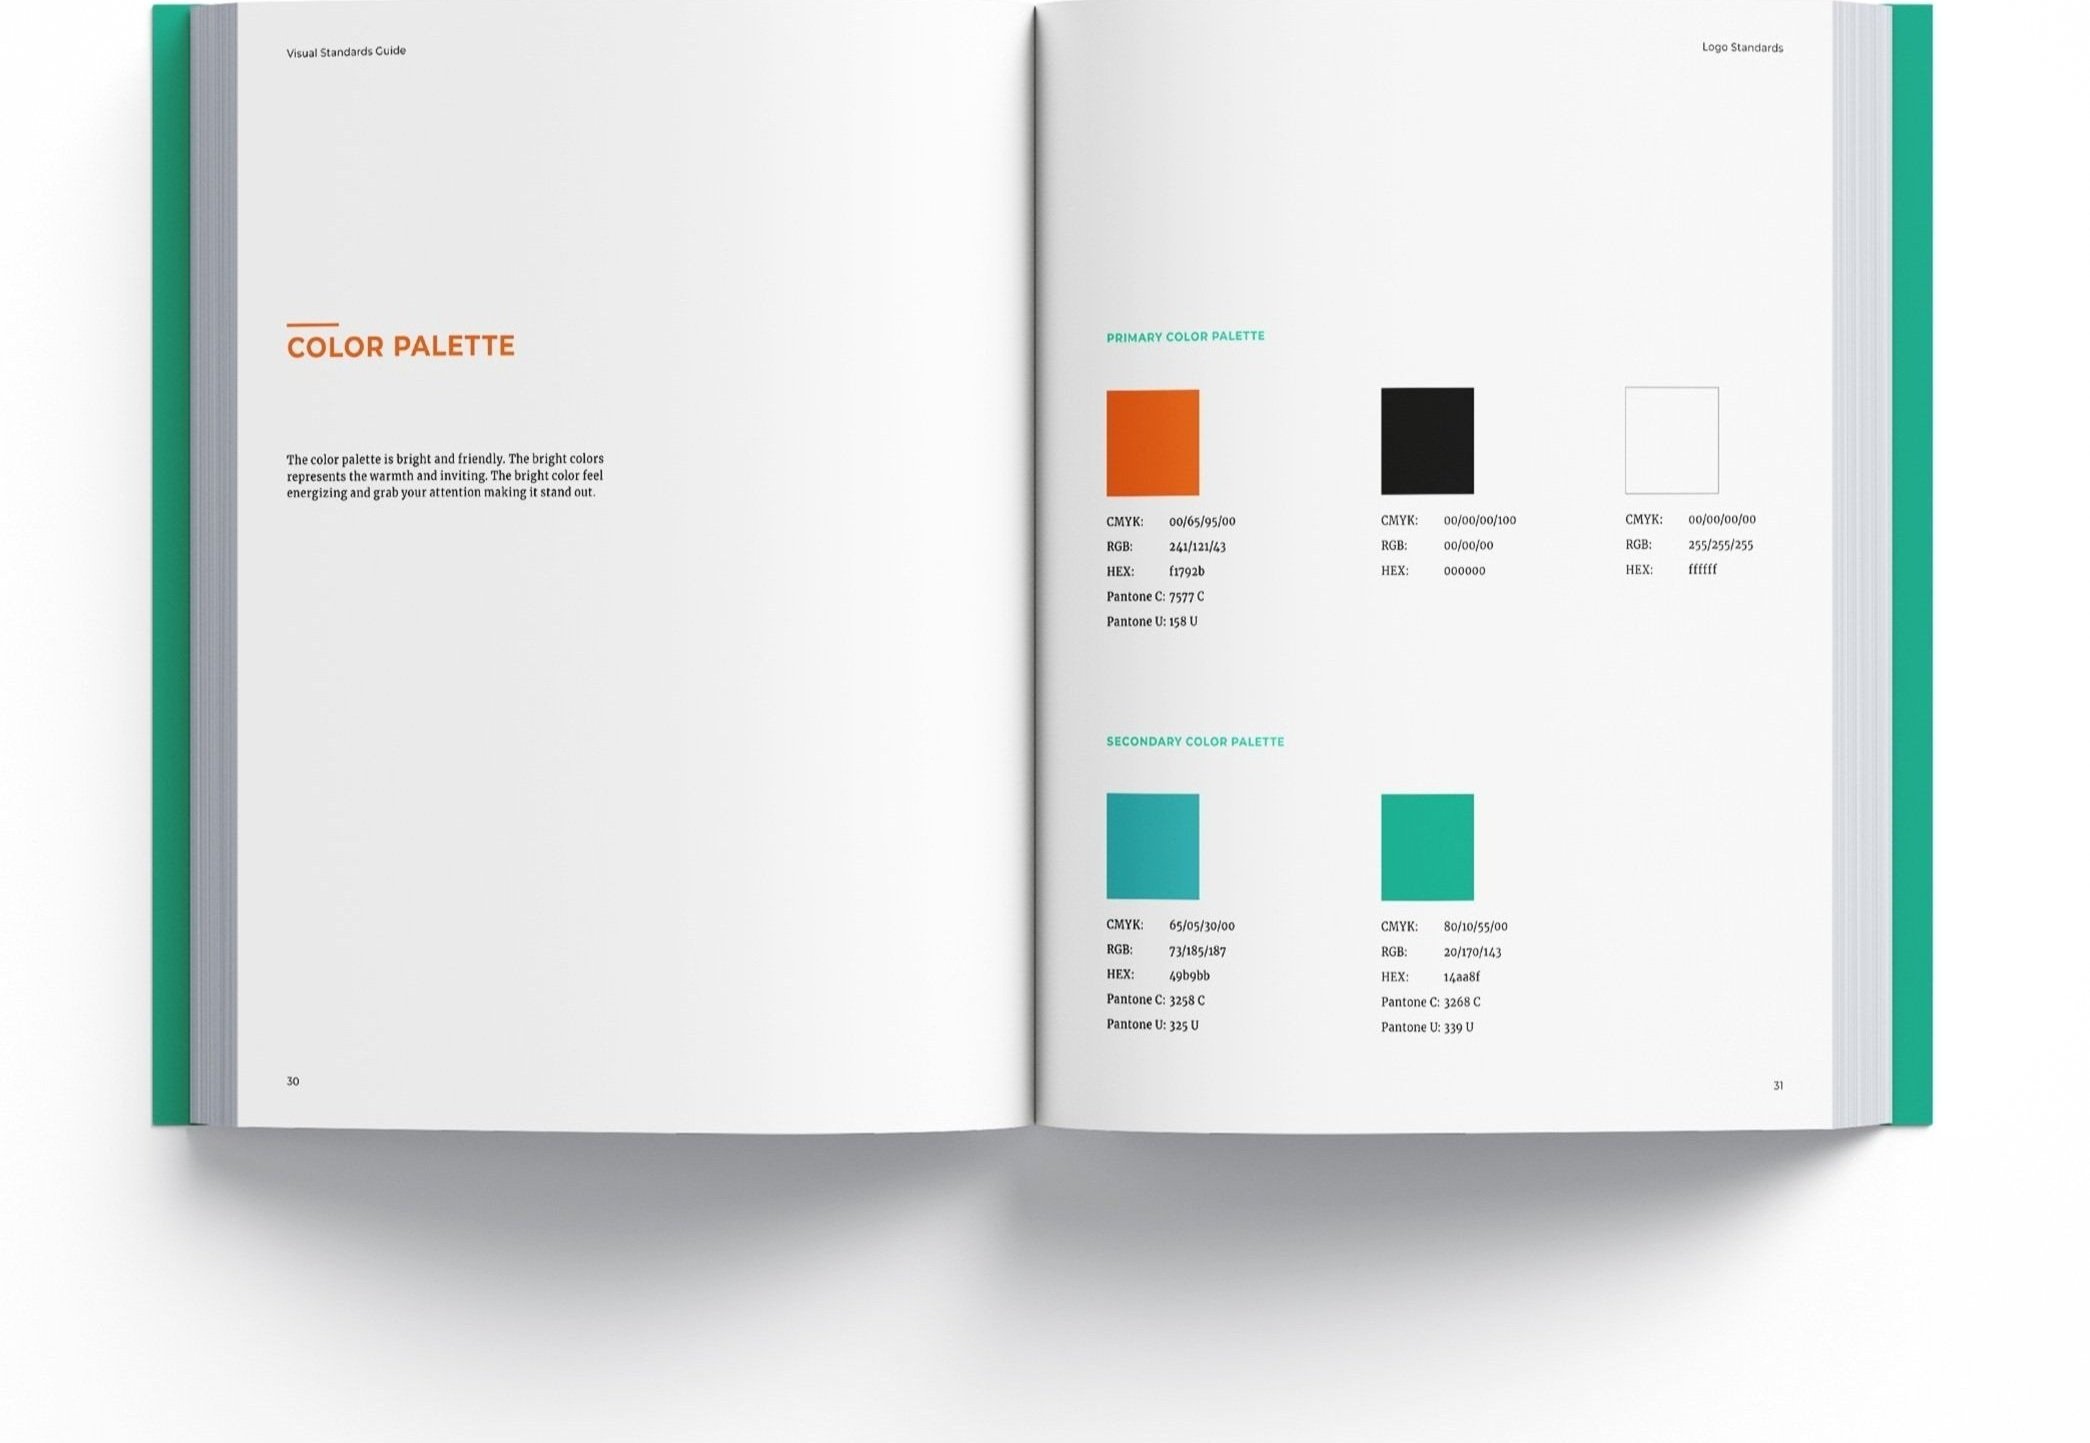 Visual Standards Guide
COLOR PALETTE
The color palette is bright and friendly. The bright colors
represents the warmth and inviting. The bright color feel
energizing and grab your attention making it stand out.
30
Logo Standards
PRIMARY COLOR PALETTE
CMYK: 00/65/95/00
RGB: 241/121/43
HEX: f1792b
Pantone C: 7577 C
Pantone U: 158 U
CMYK: 00/00/00/100
RGB: 00/00/00
HEX: 000000
CMYK: 00/00/00/00
RGB: 255/255/255
HEX: ffffff
SECONDARY COLOR PALETTE
CMYK: 65/05/30/00
RGB: 73/185/187
HEX: 49b9bb
Pantone C: 3258 C
Pantone U: 325 U
CMYK: 80/10/55/00
RGB: 20/170/143
HEX: 14aa8f
Pantone C: 3268 C
Pantone U: 339 U
31